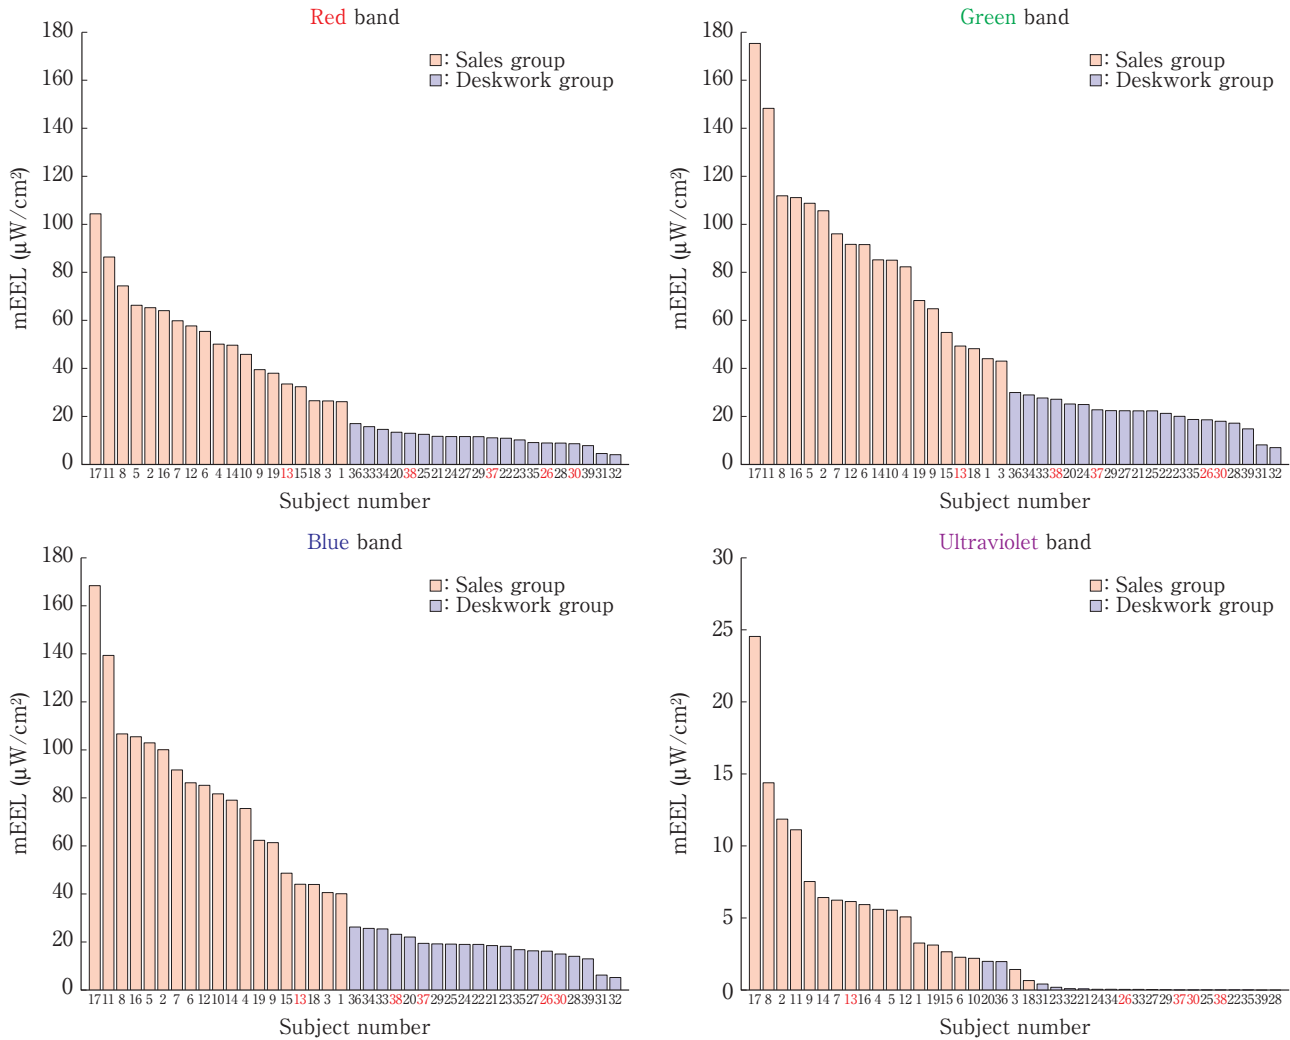 Red band
180
160
140
120
100
80
60
40
20
0
mEEL (μW/cm²)
: Sales group
: Deskwork group
17 11 8 5 2 16 7 12 6 4 14 10 9 19 13 15 18 3 1 36 33 34 20 38 25 21 24 27 29 37 22 23 35 26 28 30 39 31 32
Subject number
Green band
180
160
140
120
100
80
60
40
20
0
mEEL (μW/cm²)
: Sales group
: Deskwork group
17 11 8 16 5 2 7 12 6 14 10 4 19 9 15 13 18 1 3 36 34 33 38 20 24 37 29 27 21 25 22 23 35 26 30 28 39 31 32
Subject number
Blue band
180
160
140
120
100
80
60
40
20
0
mEEL (μW/cm²)
: Sales group
: Deskwork group
17 11 8 16 5 2 7 6 12 10 14 4 19 9 15 13 18 3 1 36 34 33 38 20 37 29 25 24 22 21 23 35 27 26 30 28 39 31 32
Subject number
Ultraviolet band
30
25
20
15
10
5
0
mEEL (μW/cm²)
: Sales group
: Deskwork group
17 8 2 11 9 14 7 13 16 4 5 12 1 19 15 6 10 20 36 3 18 31 23 32 21 24 34 26 33 27 29 37 30 25 38 22 35 39 28
Subject number